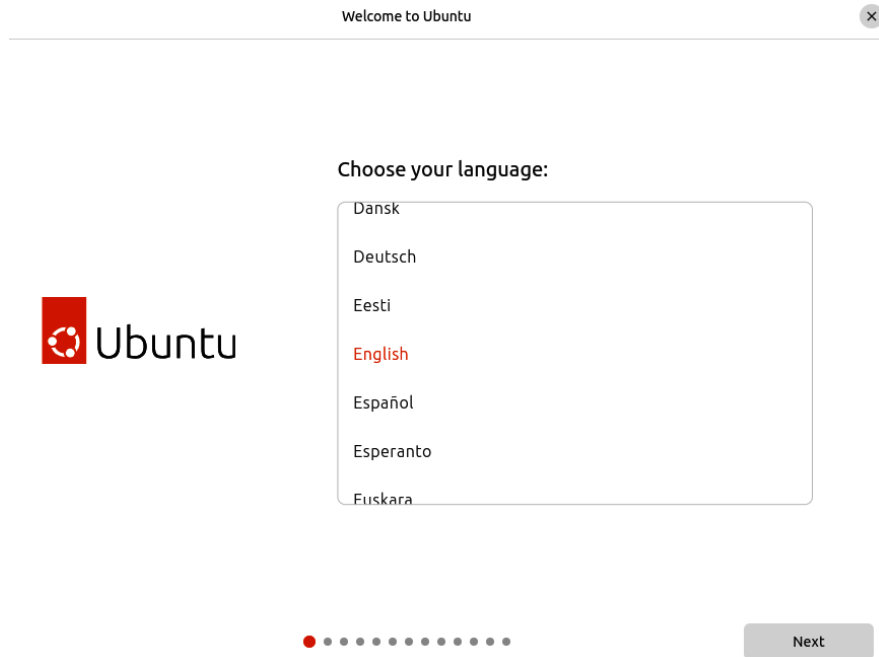 Welcome to Ubuntu
Choose your language:
Dansk
Deutsch
Eesti
English
Español
Esperanto
Euskara
Ubuntu
Next